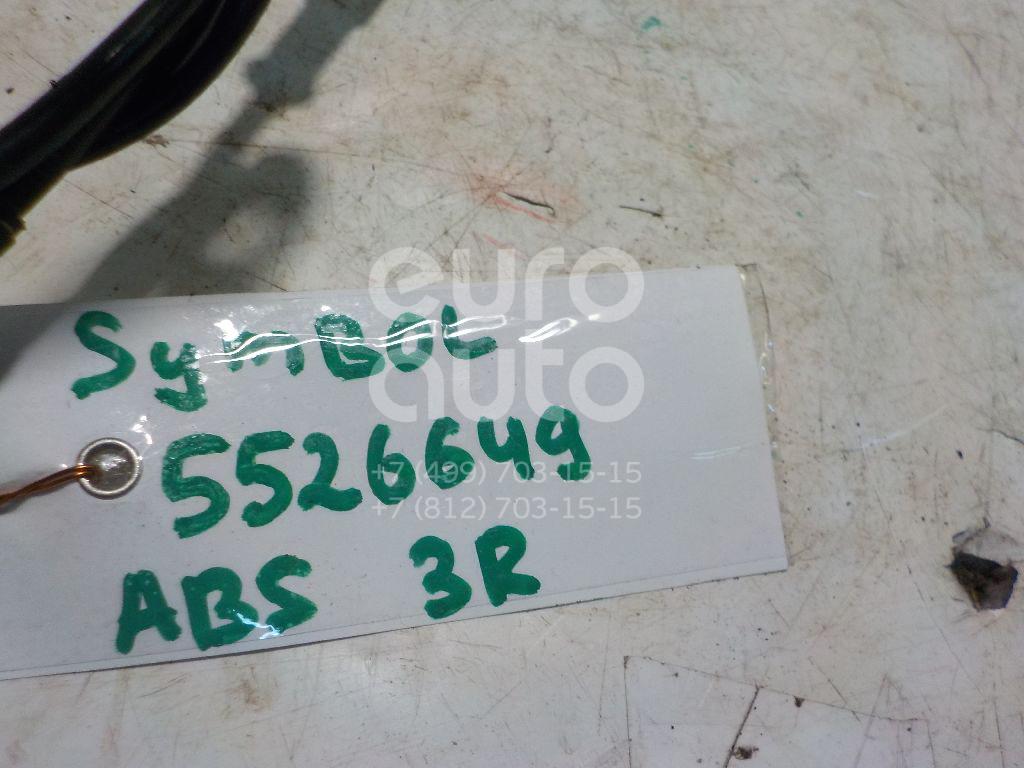 SymBOL
5526649
ABS 3R
euro
auto
+7 (499) 703-15-15
+7 (812) 703-15-15